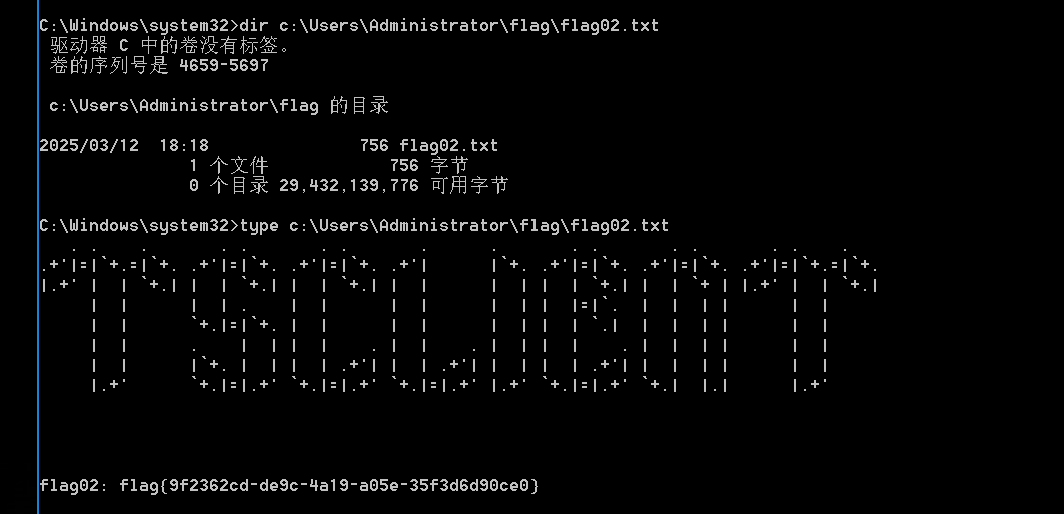 C:\Windows\system32>dir c:\Users\Administrator\flag\flag02.txt
驱动器 C 中的卷没有标签。
卷的序列号是 4659-5697
c:\Users\Administrator\flag 的目录
2025/03/12  18:18               756 flag02.txt
1 个文件            756 字节
0 个目录 29,432,139,776 可用字节
C:\Windows\system32>type c:\Users\Administrator\flag\flag02.txt
TSCLIENT
flag02: flag{9f2362cd-de9c-4a19-a05e-35f3d6d90ce0}